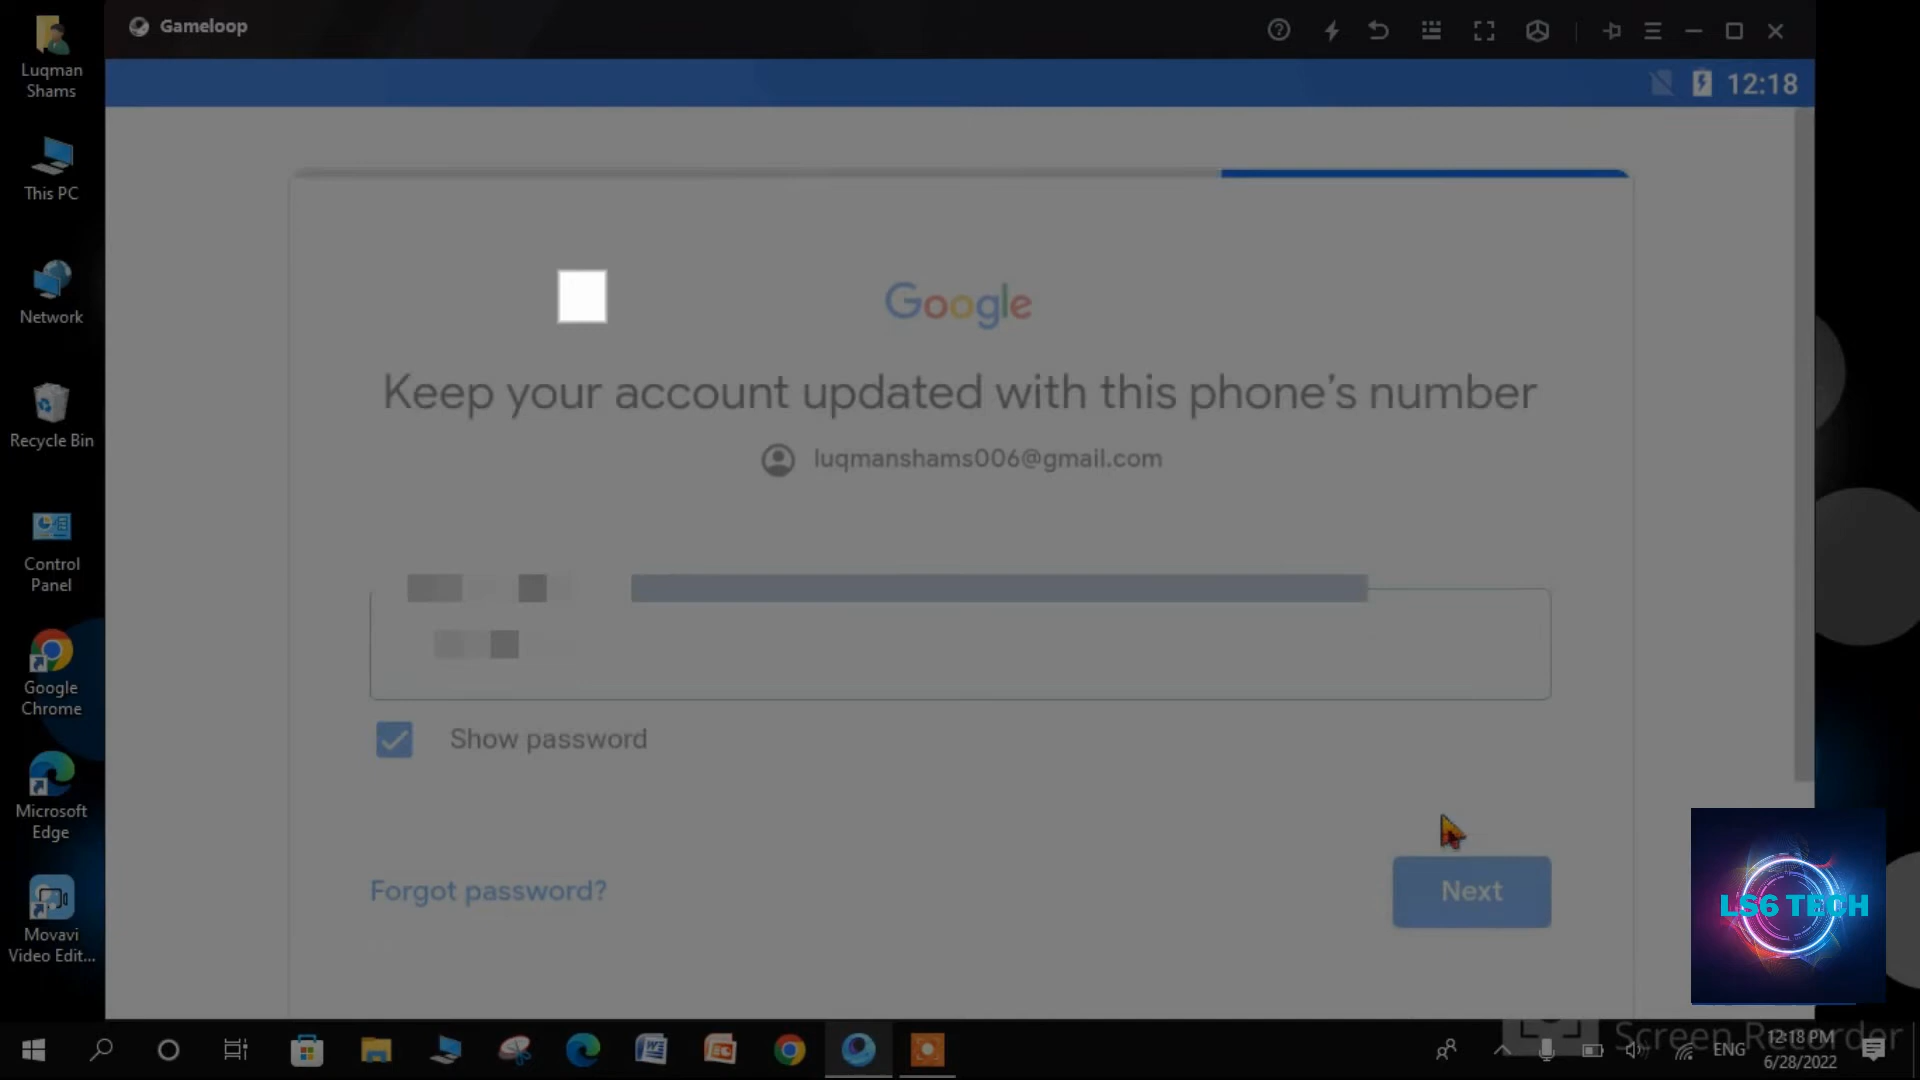 Gameloop
12:18
Luqman
Shams
This PC
Network
Recycle Bin
Control
Panel
Google
Chrome
Microsoft
Edge
Movavi
Video Edit...
Google
Keep your account updated with this phone's number
luqmanshams006@gmail.com
Show password
Forgot password?
Next
LS6 TECH
Screen Recorder
ENG
12:18 PM
6/28/2022